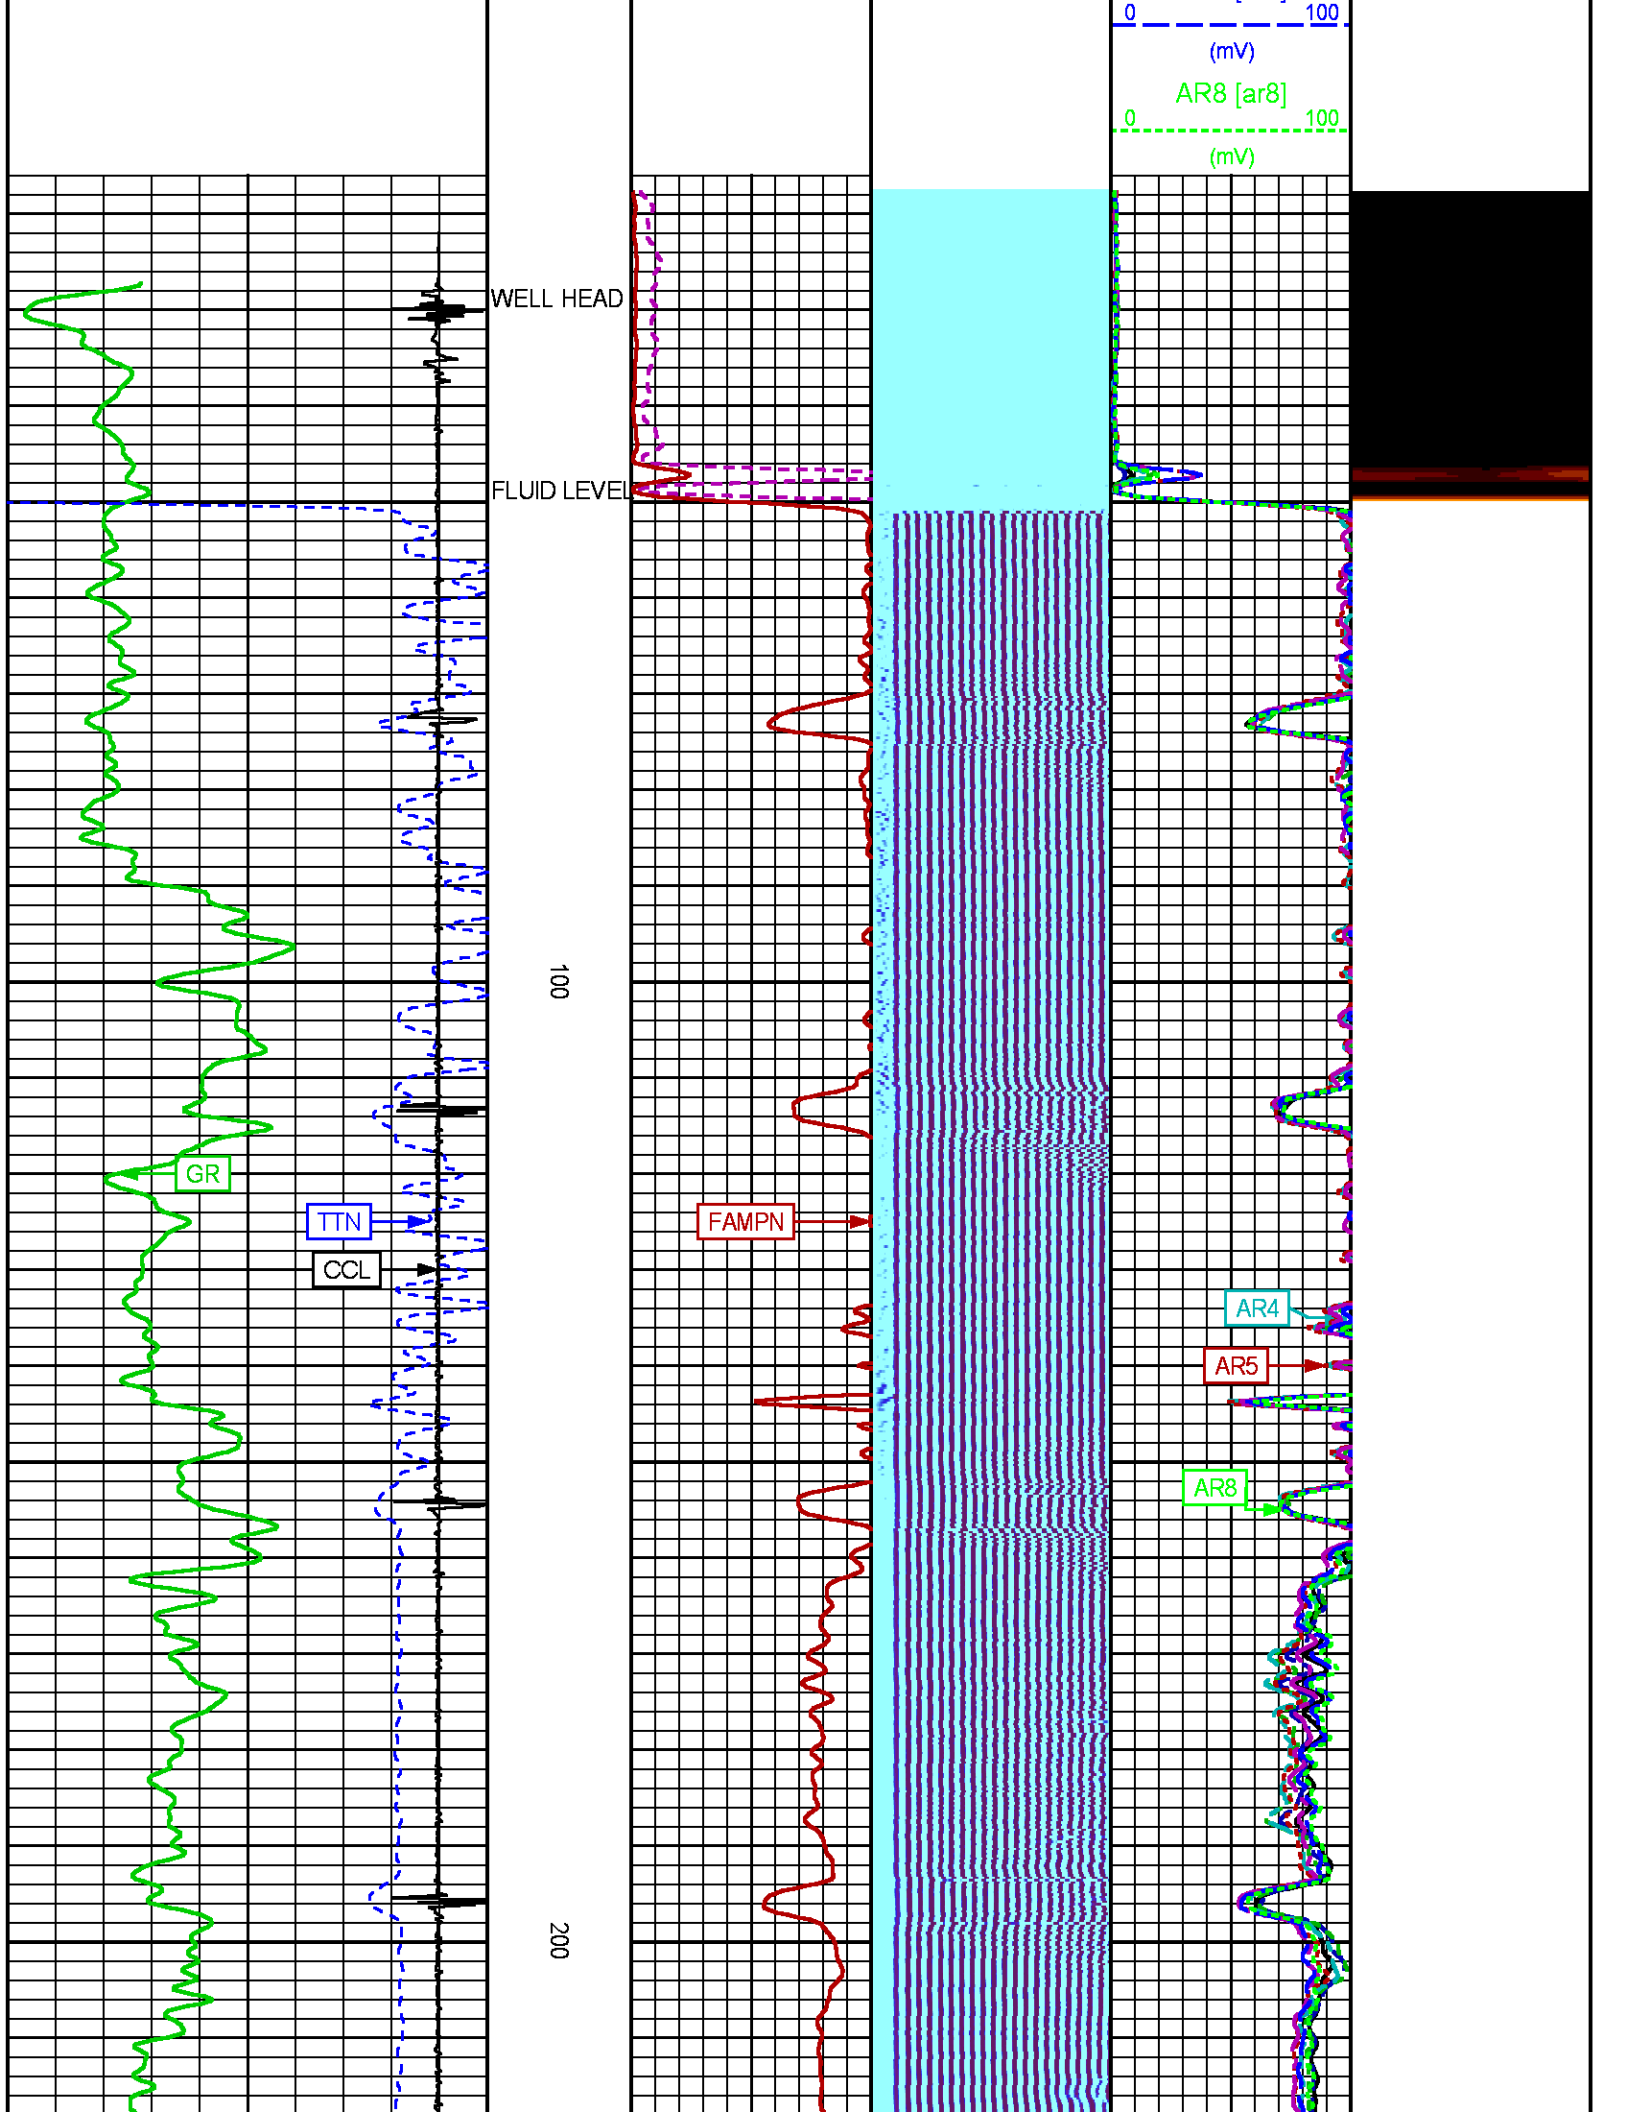 0 100
(mV)
AR8 [ar8]
0 100
(mV)
WELL HEAD
FLUID LEVEL
100
GR
TTN
FAMPN
CCL
AR4
AR5
AR8
200